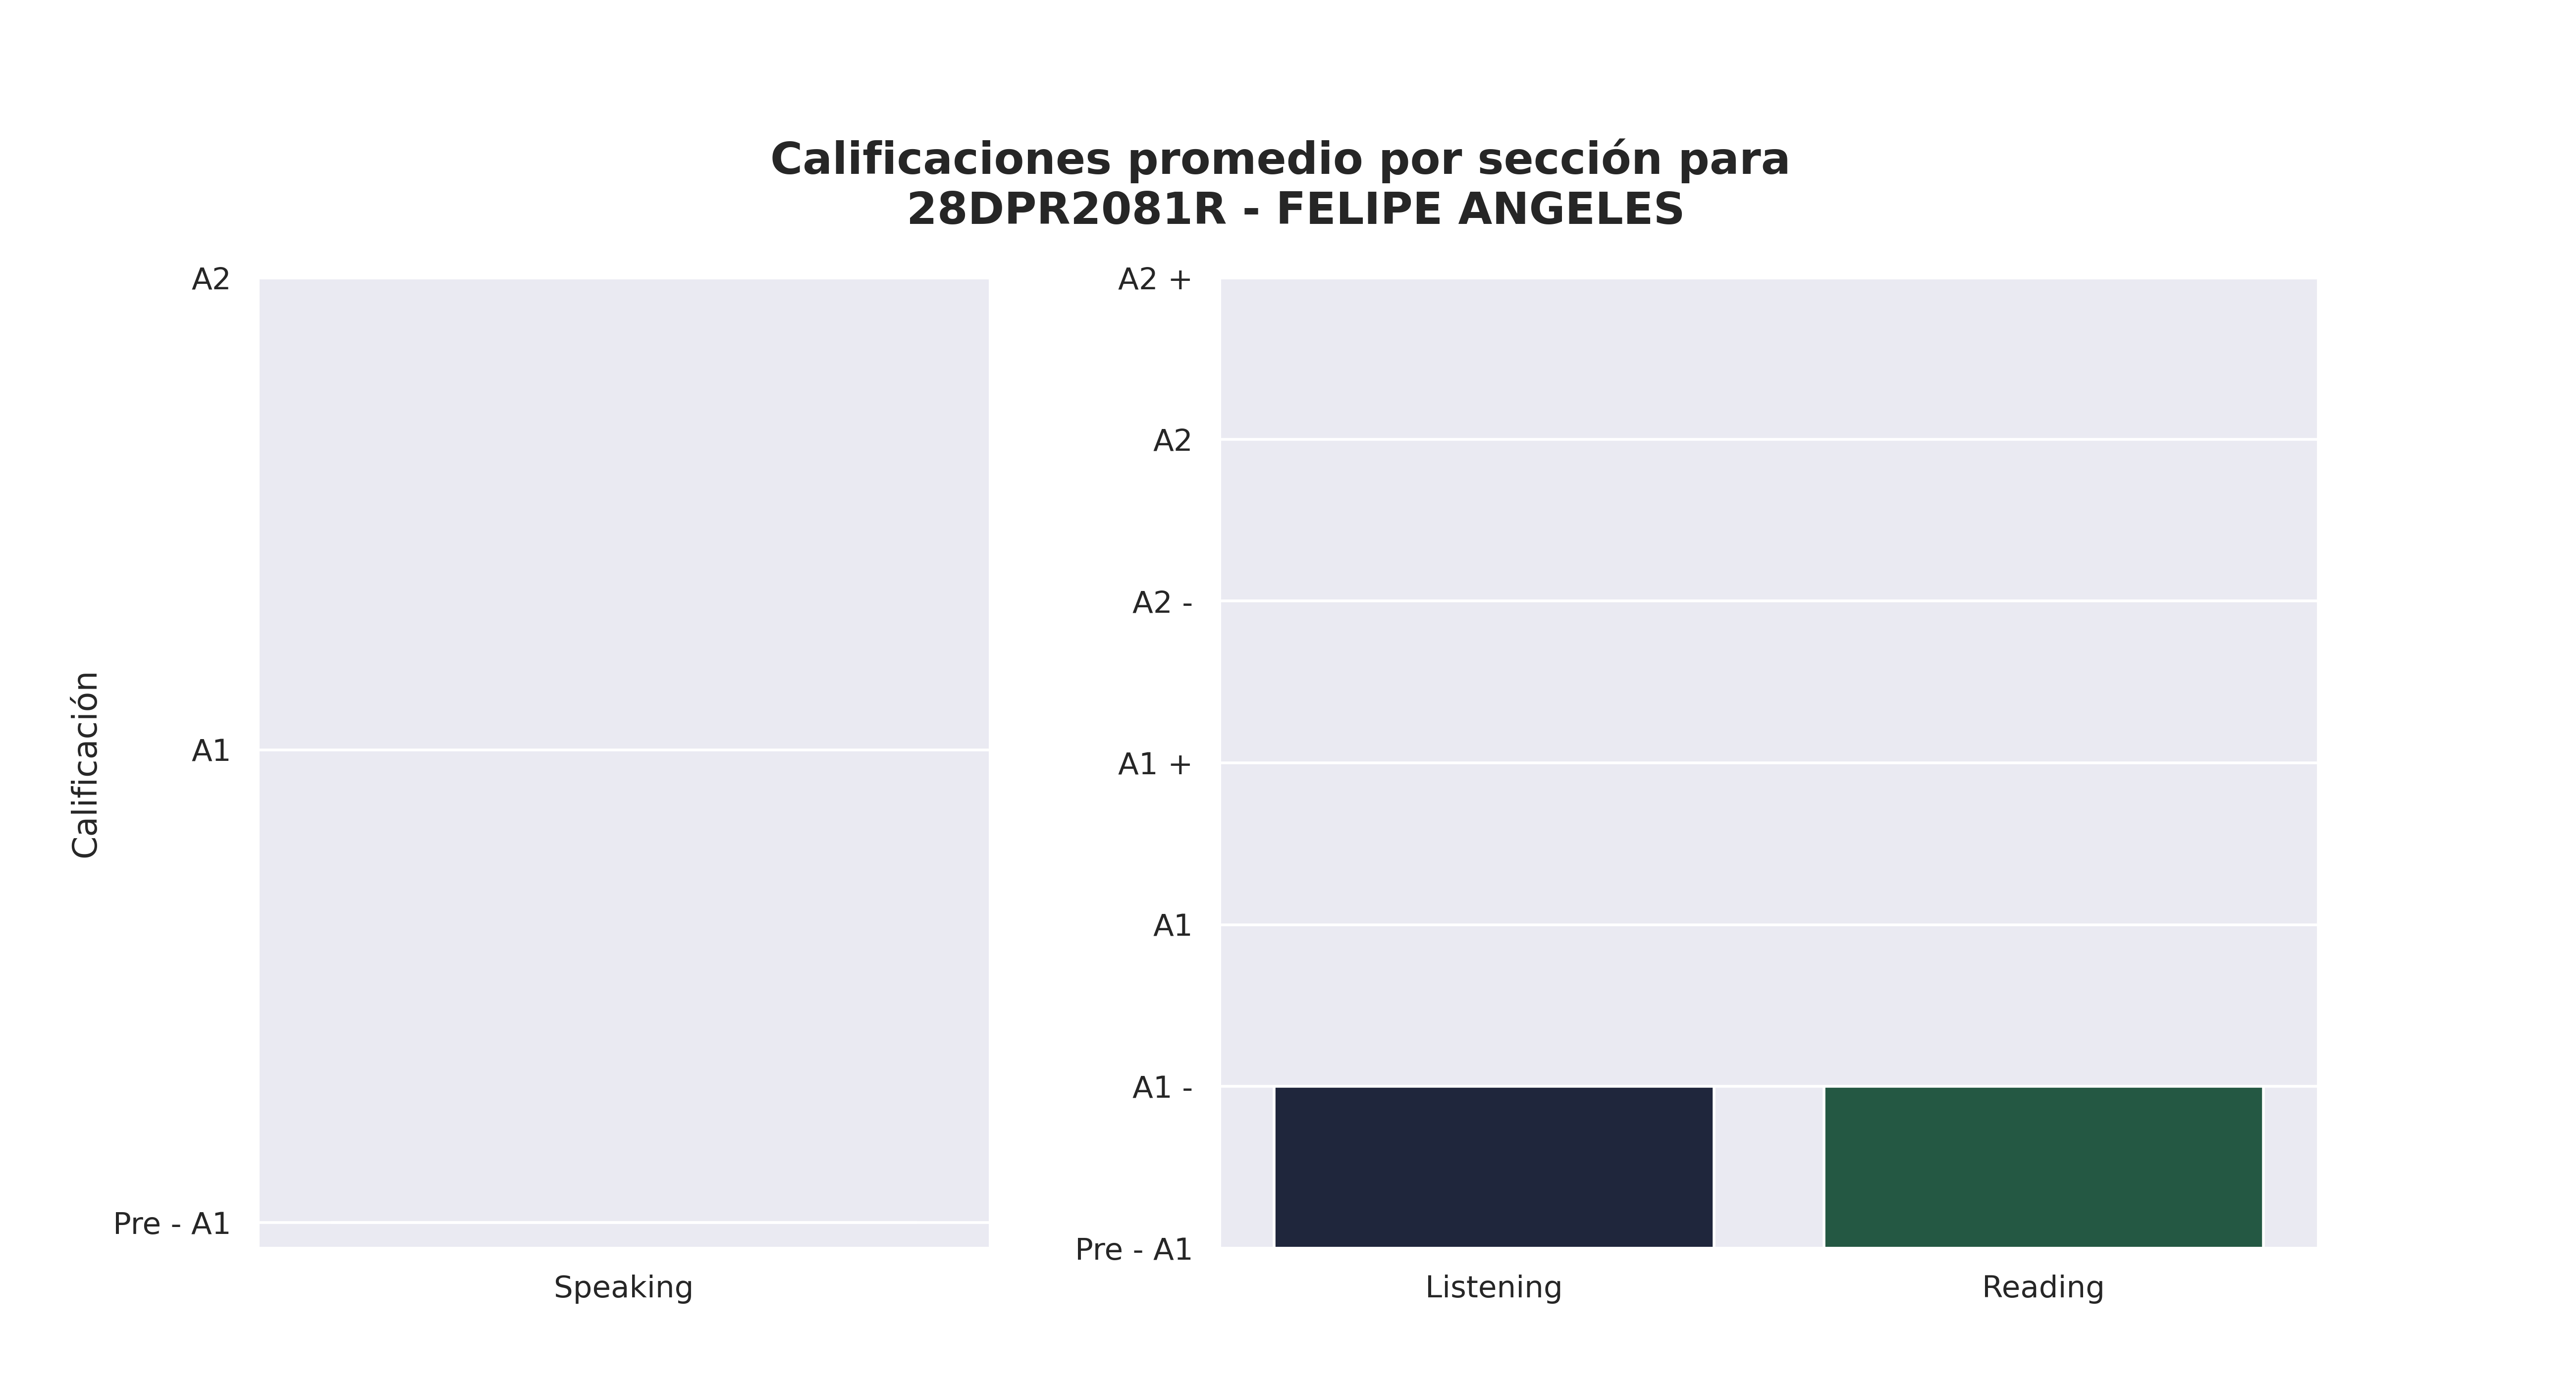 Calificaciones promedio por sección para
28DPR2081R - FELIPE ANGELES
Calificación
A2
A1
Pre - A1
Speaking
A2 +
A2
A2 -
A1 +
A1
A1 -
Pre - A1
Listening
Reading